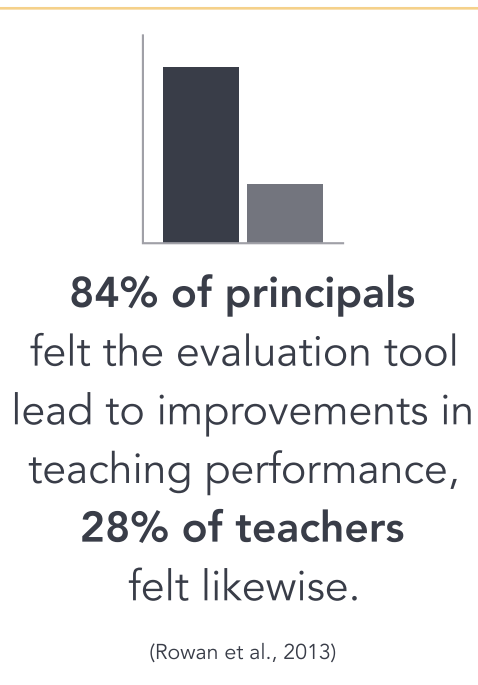 84% of principals
felt the evaluation tool
lead to improvements in
teaching performance,
28% of teachers
felt likewise.
(Rowan et al., 2013)